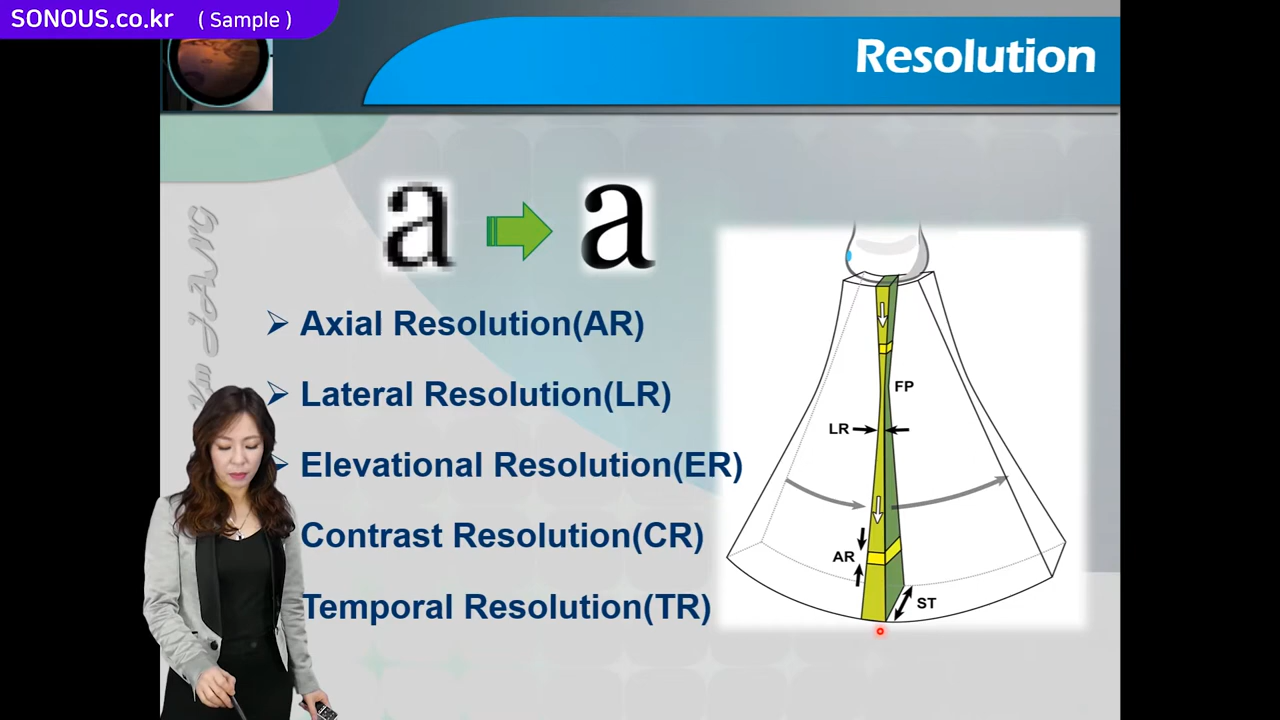 SONOUS.co.kr ( Sample )
Resolution
a
a
Axial Resolution(AR)
Lateral Resolution(LR)
Elevational Resolution(ER)
Contrast Resolution(CR)
Temporal Resolution(TR)
FP
LR
AR
ST